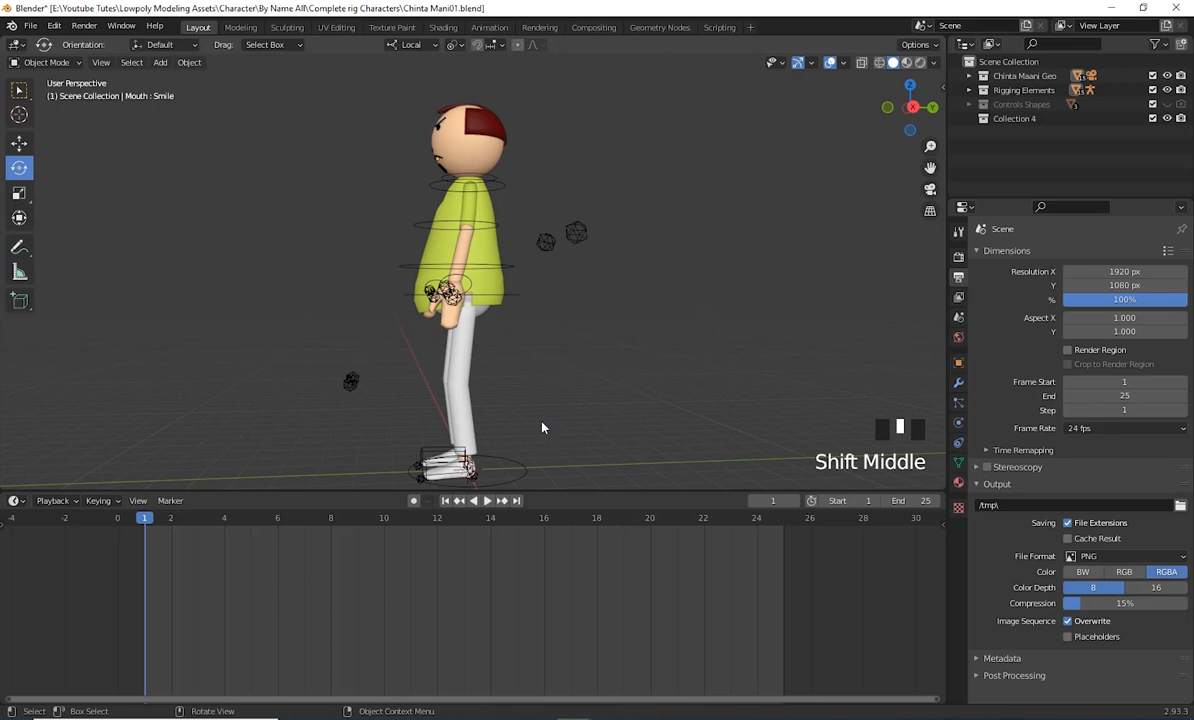 Blender* [E:\Youtube Tutes\Lowpoly Modeling Assets\Character\By Name All\Complete rig Characters\Chinta Mani01.blend]
File Edit Render Window Help Layout Modeling Sculpting UV Editing Texture Paint Shading Animation Rendering Compositing Geometry Nodes Scripting + Scene View Layer
Orientation: Default Drag: Select Box Local Options
Object Mode View Select Add Object
User Perspective
(1) Scene Collection | Mouth : Smile
Z
Y
X
Shift Middle
Scene Collection
Chinta Maani Geo
Rigging Elements
Controls Shapes
Collection 4
Scene
Dimensions
Resolution X 1920 px
Y 1080 px
% 100%
Aspect X 1.000
Y 1.000
Render Region
Crop to Render Region
Frame Start 1
End 25
Step 1
Frame Rate 24 fps
Time Remapping
Stereoscopy
Output
/tmp\
Saving File Extensions
Cache Result
File Format PNG
Color BW RGB RGBA
Color Depth 8 16
Compression 15%
Image Sequence Overwrite
Placeholders
Metadata
Post Processing
Playback Keying View Marker 1 Start 1 End 25
-4 -2 0 1 2 4 6 8 10 12 14 16 18 20 22 24 26 28 30
Select Box Select Rotate View Object Context Menu 2.93.3